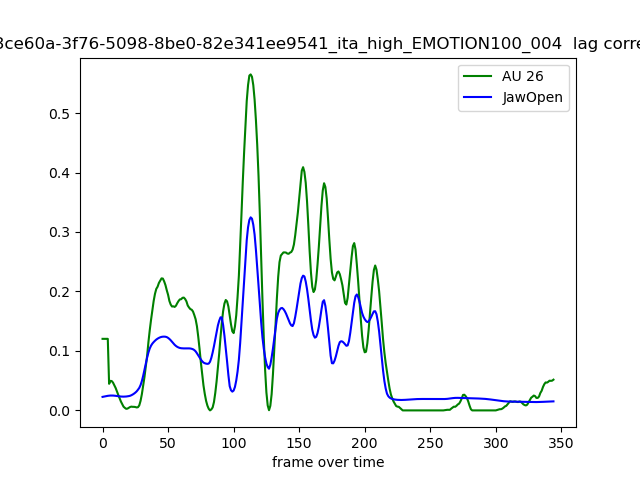 3ce60a-3f76-5098-8be0-82e341ee9541_ita_high_EMOTION100_004 lag corre
AU 26
JawOpen
0.5
0.4
0.3
0.2
0.1
0.0
0 50 100 150 200 250 300 350
frame over time